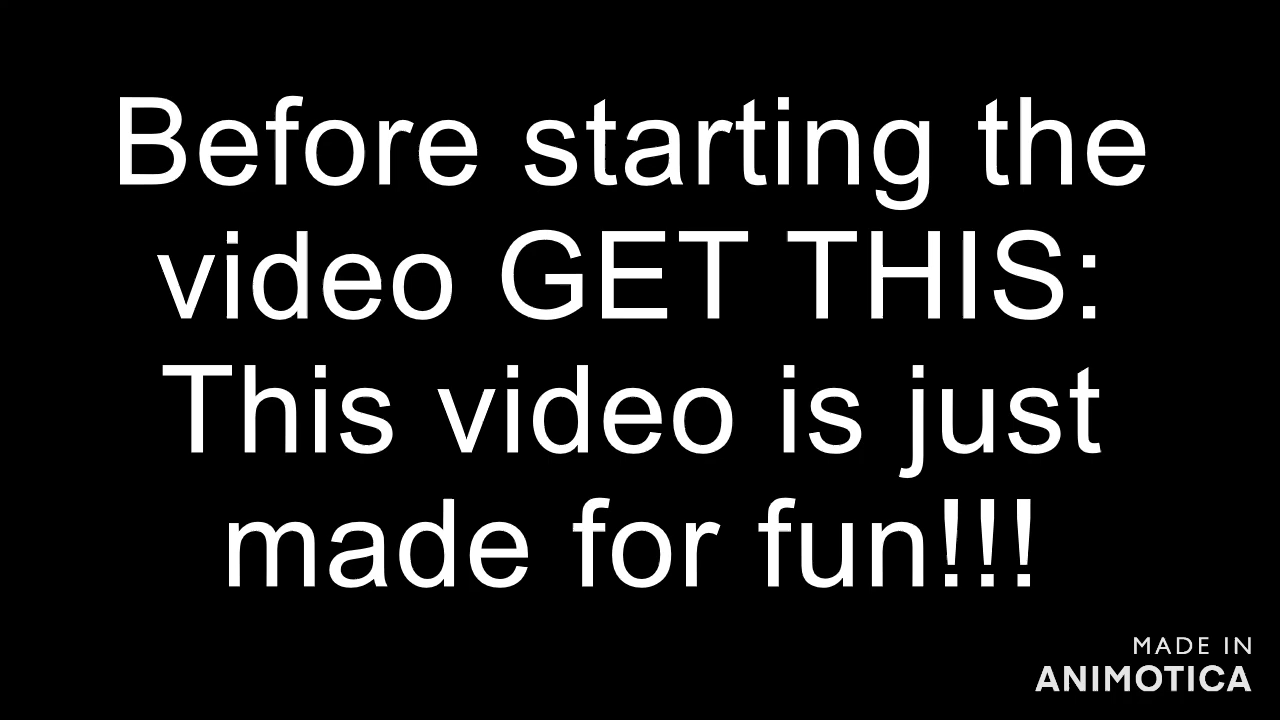 Before starting the
video GET THIS:
This video is just
made for fun!!!
MADE IN
ANIMOTICA